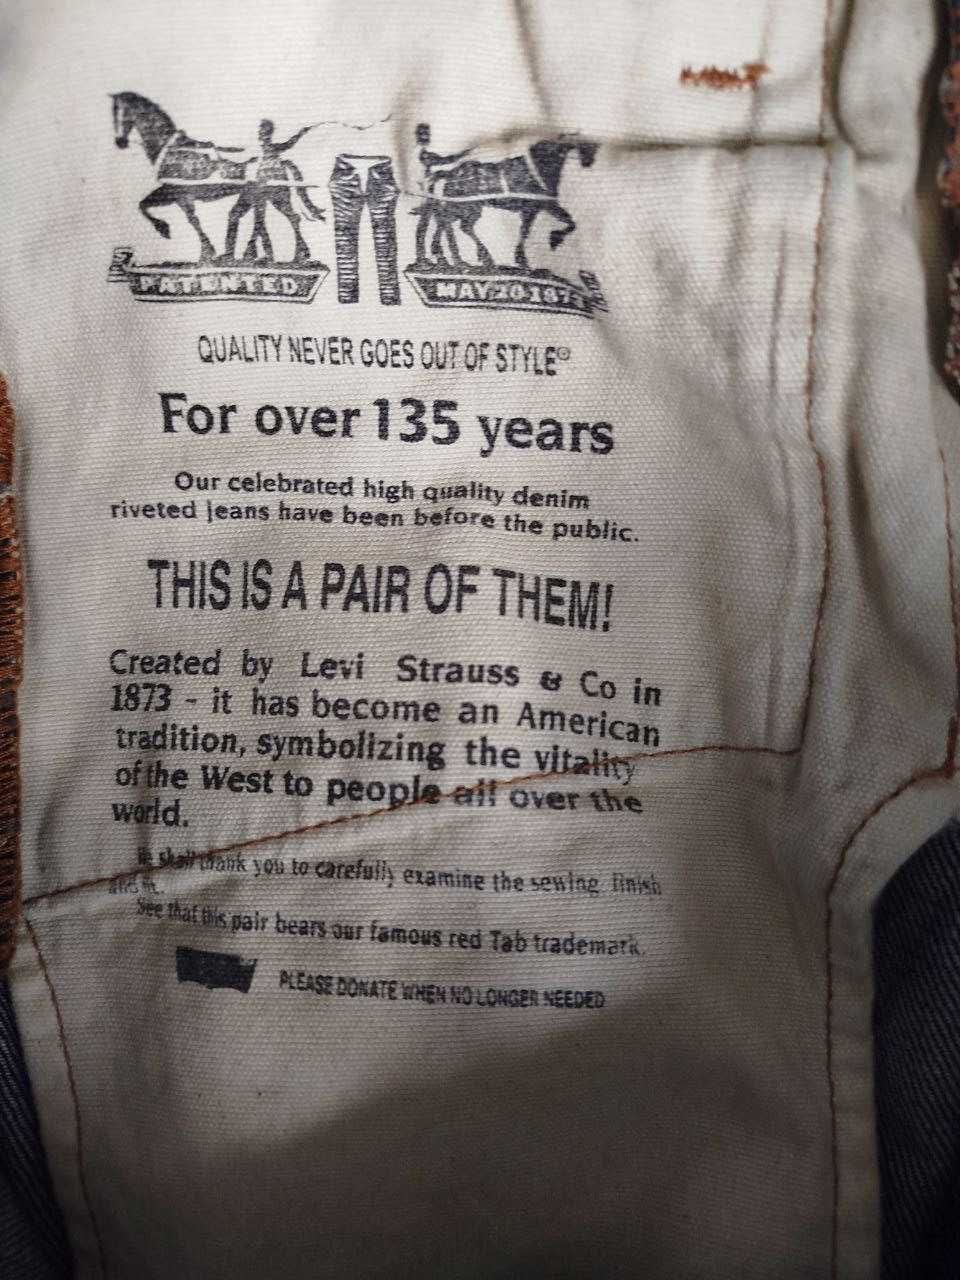 PATENTED
MAY 20 1873
QUALITY NEVER GOES OUT OF STYLE®
For over 135 years
Our celebrated high quality denim
riveted jeans have been before the public.
THIS IS A PAIR OF THEM!
Created by Levi Strauss & Co in
1873 - it has become an American
tradition, symbolizing the vitality
of the West to people all over the
world.
shall thank you to carefully examine the sewing, finish
and fit.
See that this pair bears our famous red Tab trademark.
PLEASE DONATE WHEN NO LONGER NEEDED